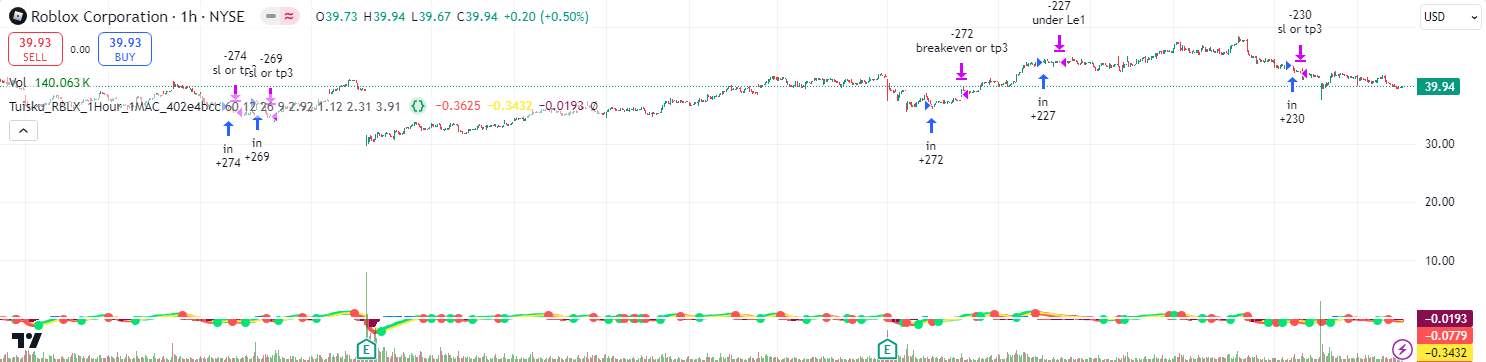 Roblox Corporation · 1h · NYSE O39.73 H39.94 L39.67 C39.94 +0.20 (+0.50%)
USD
39.93 SELL
0.00
39.93 BUY
Vol 140.063 K
Tuisku_RBLX_1Hour_1MAC_402e4bcc 60 12 26 9 2.92 1.12 2.31 3.91 −0.3625 −0.3432 −0.0193 ∅
-274
sl or tp3
-269
sl or tp3
in
+274
in
+269
-272
breakeven or tp3
in
+272
-227
under Le1
in
+227
-230
sl or tp3
in
+230
39.94
30.00
20.00
10.00
−0.0193
−0.0779
−0.3432
E
E